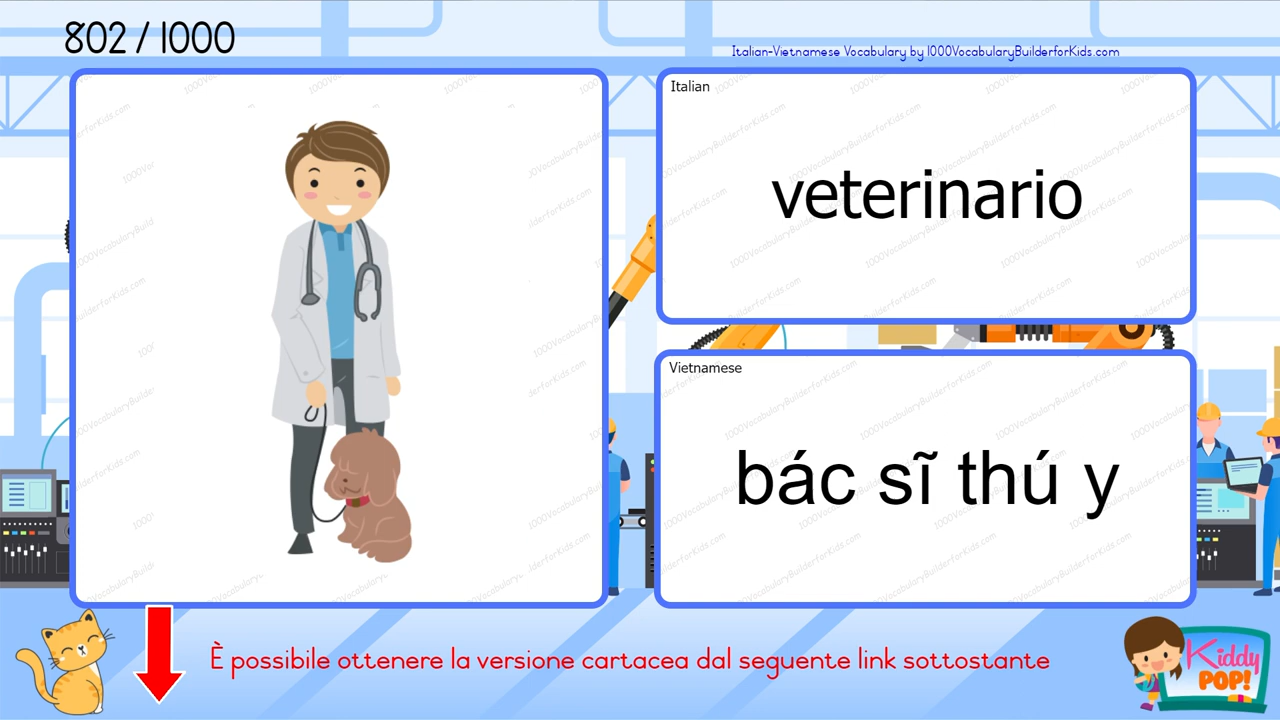 802 / 1000
Italian-Vietnamese Vocabulary by 1000VocabularyBuilderforKids.com
Italian
veterinario
Vietnamese
bác sĩ thú y
È possibile ottenere la versione cartacea dal seguente link sottostante
Kiddy
POP!